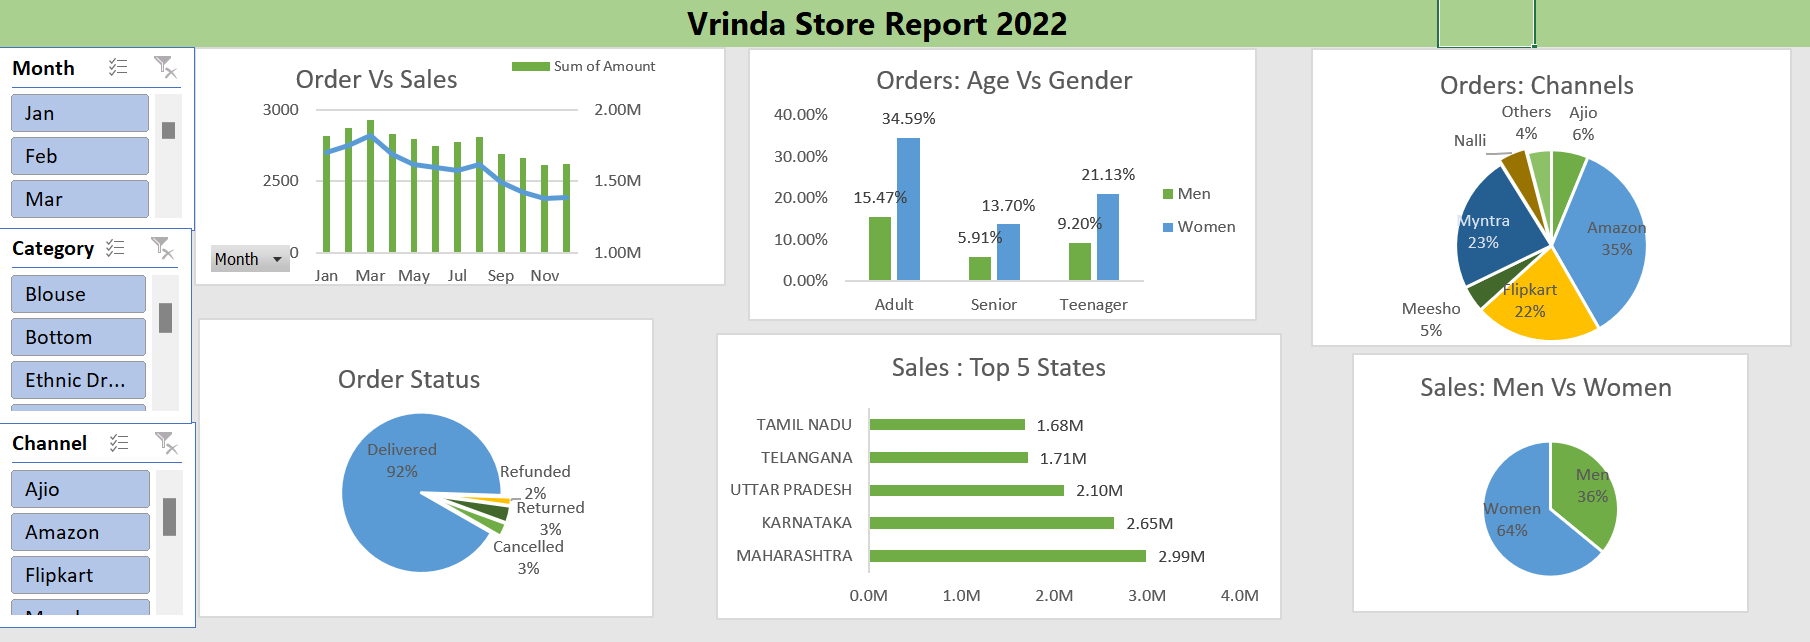 Vrinda Store Report 2022
Month
Jan
Feb
Mar
Category
Blouse
Bottom
Ethnic Dr...
Channel
Ajio
Amazon
Flipkart
Order Vs Sales
Sum of Amount
3000
2500
0
2.00M
1.50M
1.00M
Month
Jan Mar May Jul Sep Nov
Orders: Age Vs Gender
40.00%
30.00%
20.00%
10.00%
0.00%
34.59%
15.47%
13.70%
5.91%
21.13%
9.20%
Adult Senior Teenager
Men
Women
Orders: Channels
Others
4%
Ajio
6%
Nalli
Myntra
23%
Amazon
35%
Flipkart
22%
Meesho
5%
Order Status
Delivered
92%
Refunded
2%
Returned
3%
Cancelled
3%
Sales : Top 5 States
TAMIL NADU 1.68M
TELANGANA 1.71M
UTTAR PRADESH 2.10M
KARNATAKA 2.65M
MAHARASHTRA 2.99M
0.0M 1.0M 2.0M 3.0M 4.0M
Sales: Men Vs Women
Men
36%
Women
64%